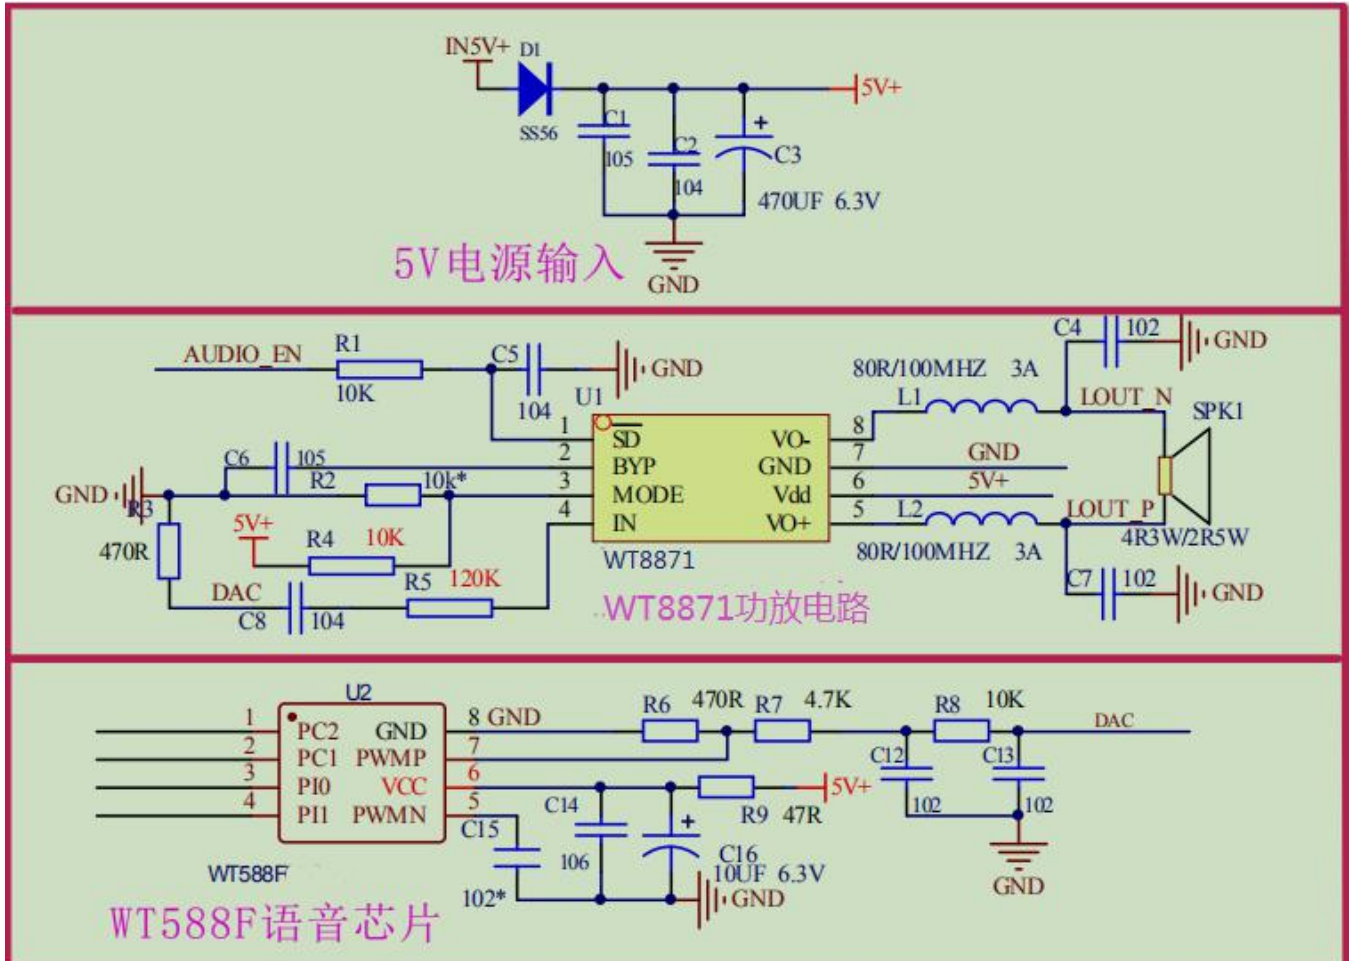 IN5V+ D1
SS56
C1
105
C2
104
C3
470UF 6.3V
5V+
GND
5V电源输入
AUDIO_EN
R1
10K
C5
104
GND
U1
C6
105
R2
10k*
GND
R3
470R
5V+
R4
10K
R5
120K
DAC
C8
104
1 SD
2 BYP
3 MODE
4 IN
VO- 8
GND 7
Vdd 6
VO+ 5
WT8871
WT8871功放电路
80R/100MHZ 3A
L1
C4 102
GND
LOUT_N
SPK1
GND
5V+
L2
LOUT_P
80R/100MHZ 3A
4R3W/2R5W
C7 102
GND
U2
1 PC2
2 PC1
3 PI0
4 PI1
GND 8 GND
PWMP 7
VCC 6
PWMN 5
WT588F
WT588F语音芯片
R6 470R
R7 4.7K
R8 10K
DAC
C12
102
C13
102
GND
C14
106
C15
102*
R9 47R
5V+
C16
10UF 6.3V
GND